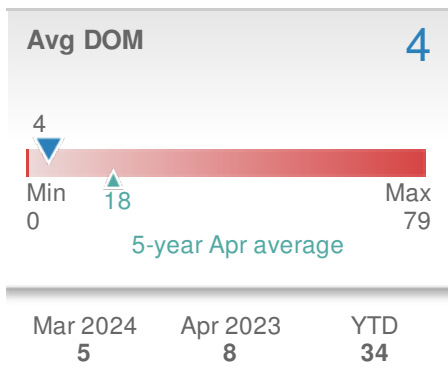 Avg DOM 4
4
Min Max
0 18 79
5-year Apr average
Mar 2024 Apr 2023 YTD
5 8 34